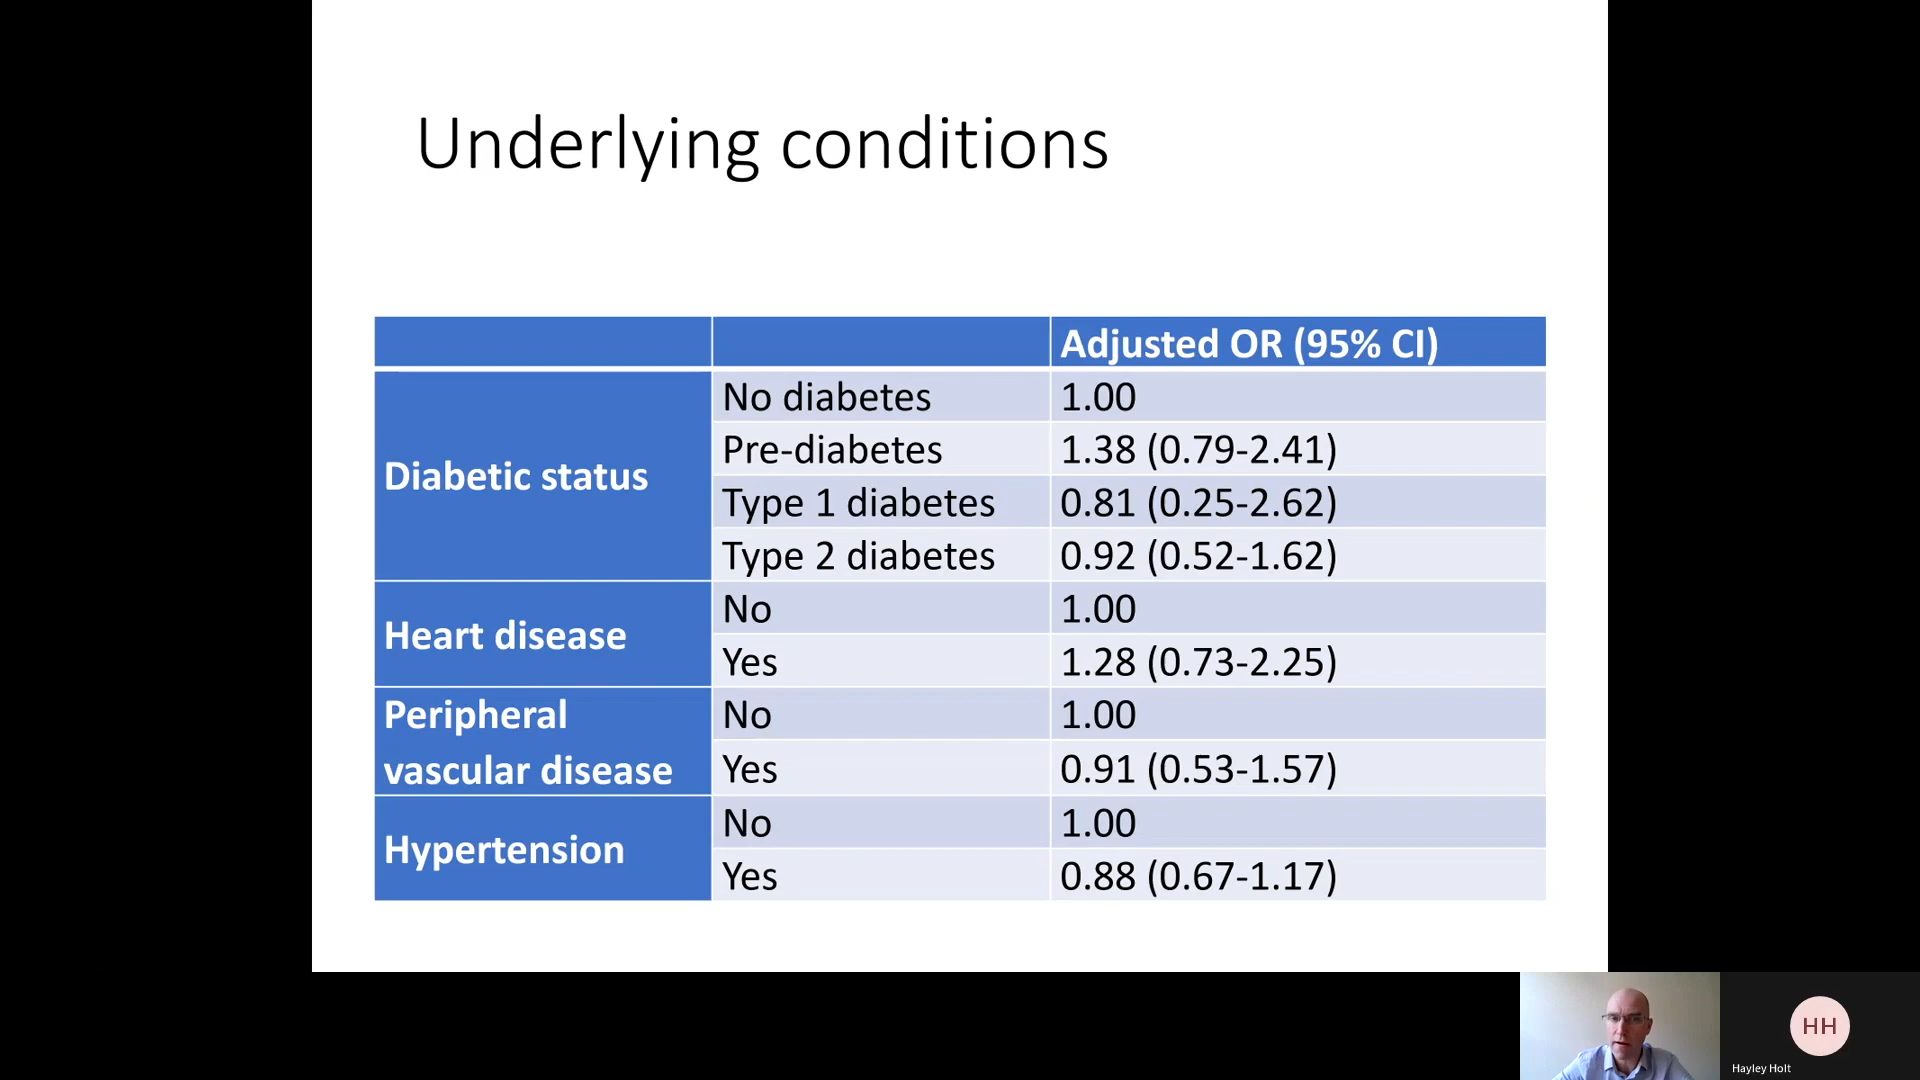 Underlying conditions
Adjusted OR (95% CI)
Diabetic status
No diabetes
1.00
Pre-diabetes
1.38 (0.79-2.41)
Type 1 diabetes
0.81 (0.25-2.62)
Type 2 diabetes
0.92 (0.52-1.62)
Heart disease
No
1.00
Yes
1.28 (0.73-2.25)
Peripheral
vascular disease
No
1.00
Yes
0.91 (0.53-1.57)
Hypertension
No
1.00
Yes
0.88 (0.67-1.17)
HH
Hayley Holt